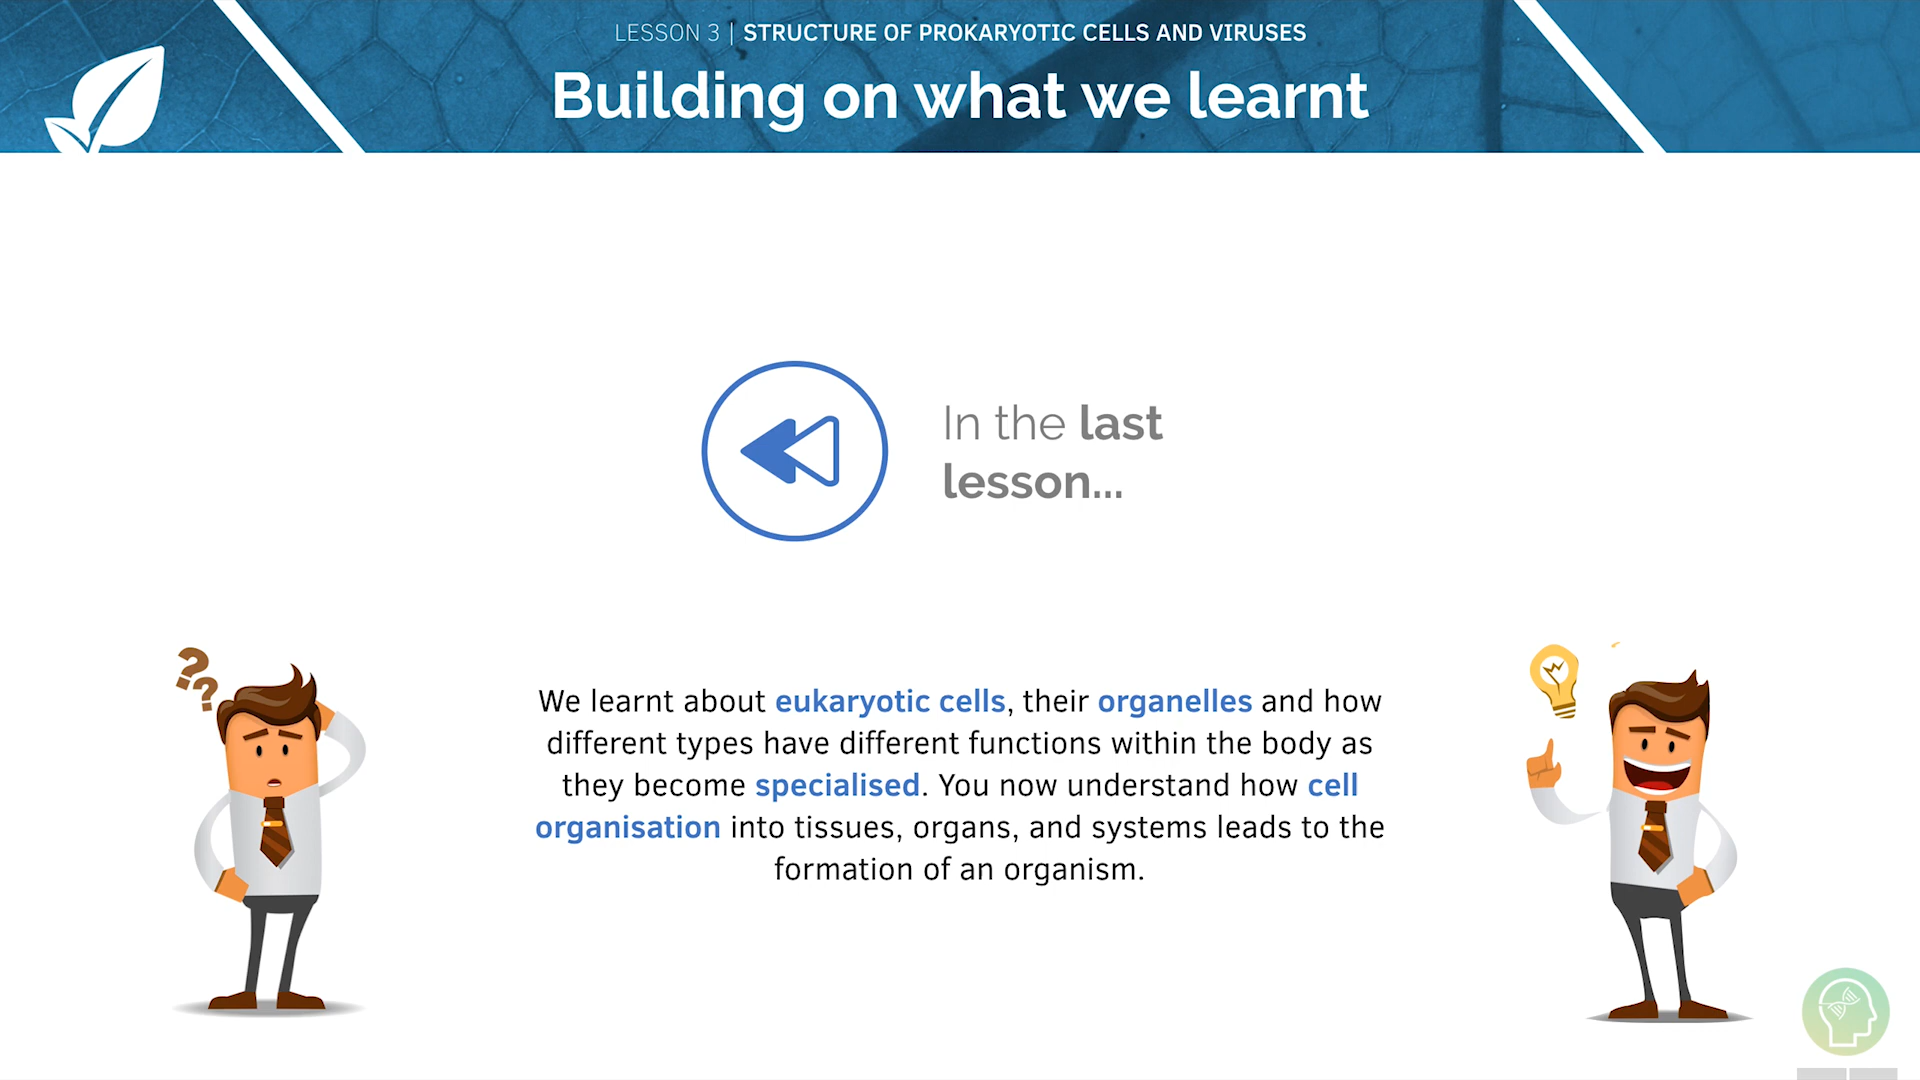 LESSON 3 | STRUCTURE OF PROKARYOTIC CELLS AND VIRUSES
Building on what we learnt
In the last
lesson...
??
We learnt about eukaryotic cells, their organelles and how
different types have different functions within the body as
they become specialised. You now understand how cell
organisation into tissues, organs, and systems leads to the
formation of an organism.